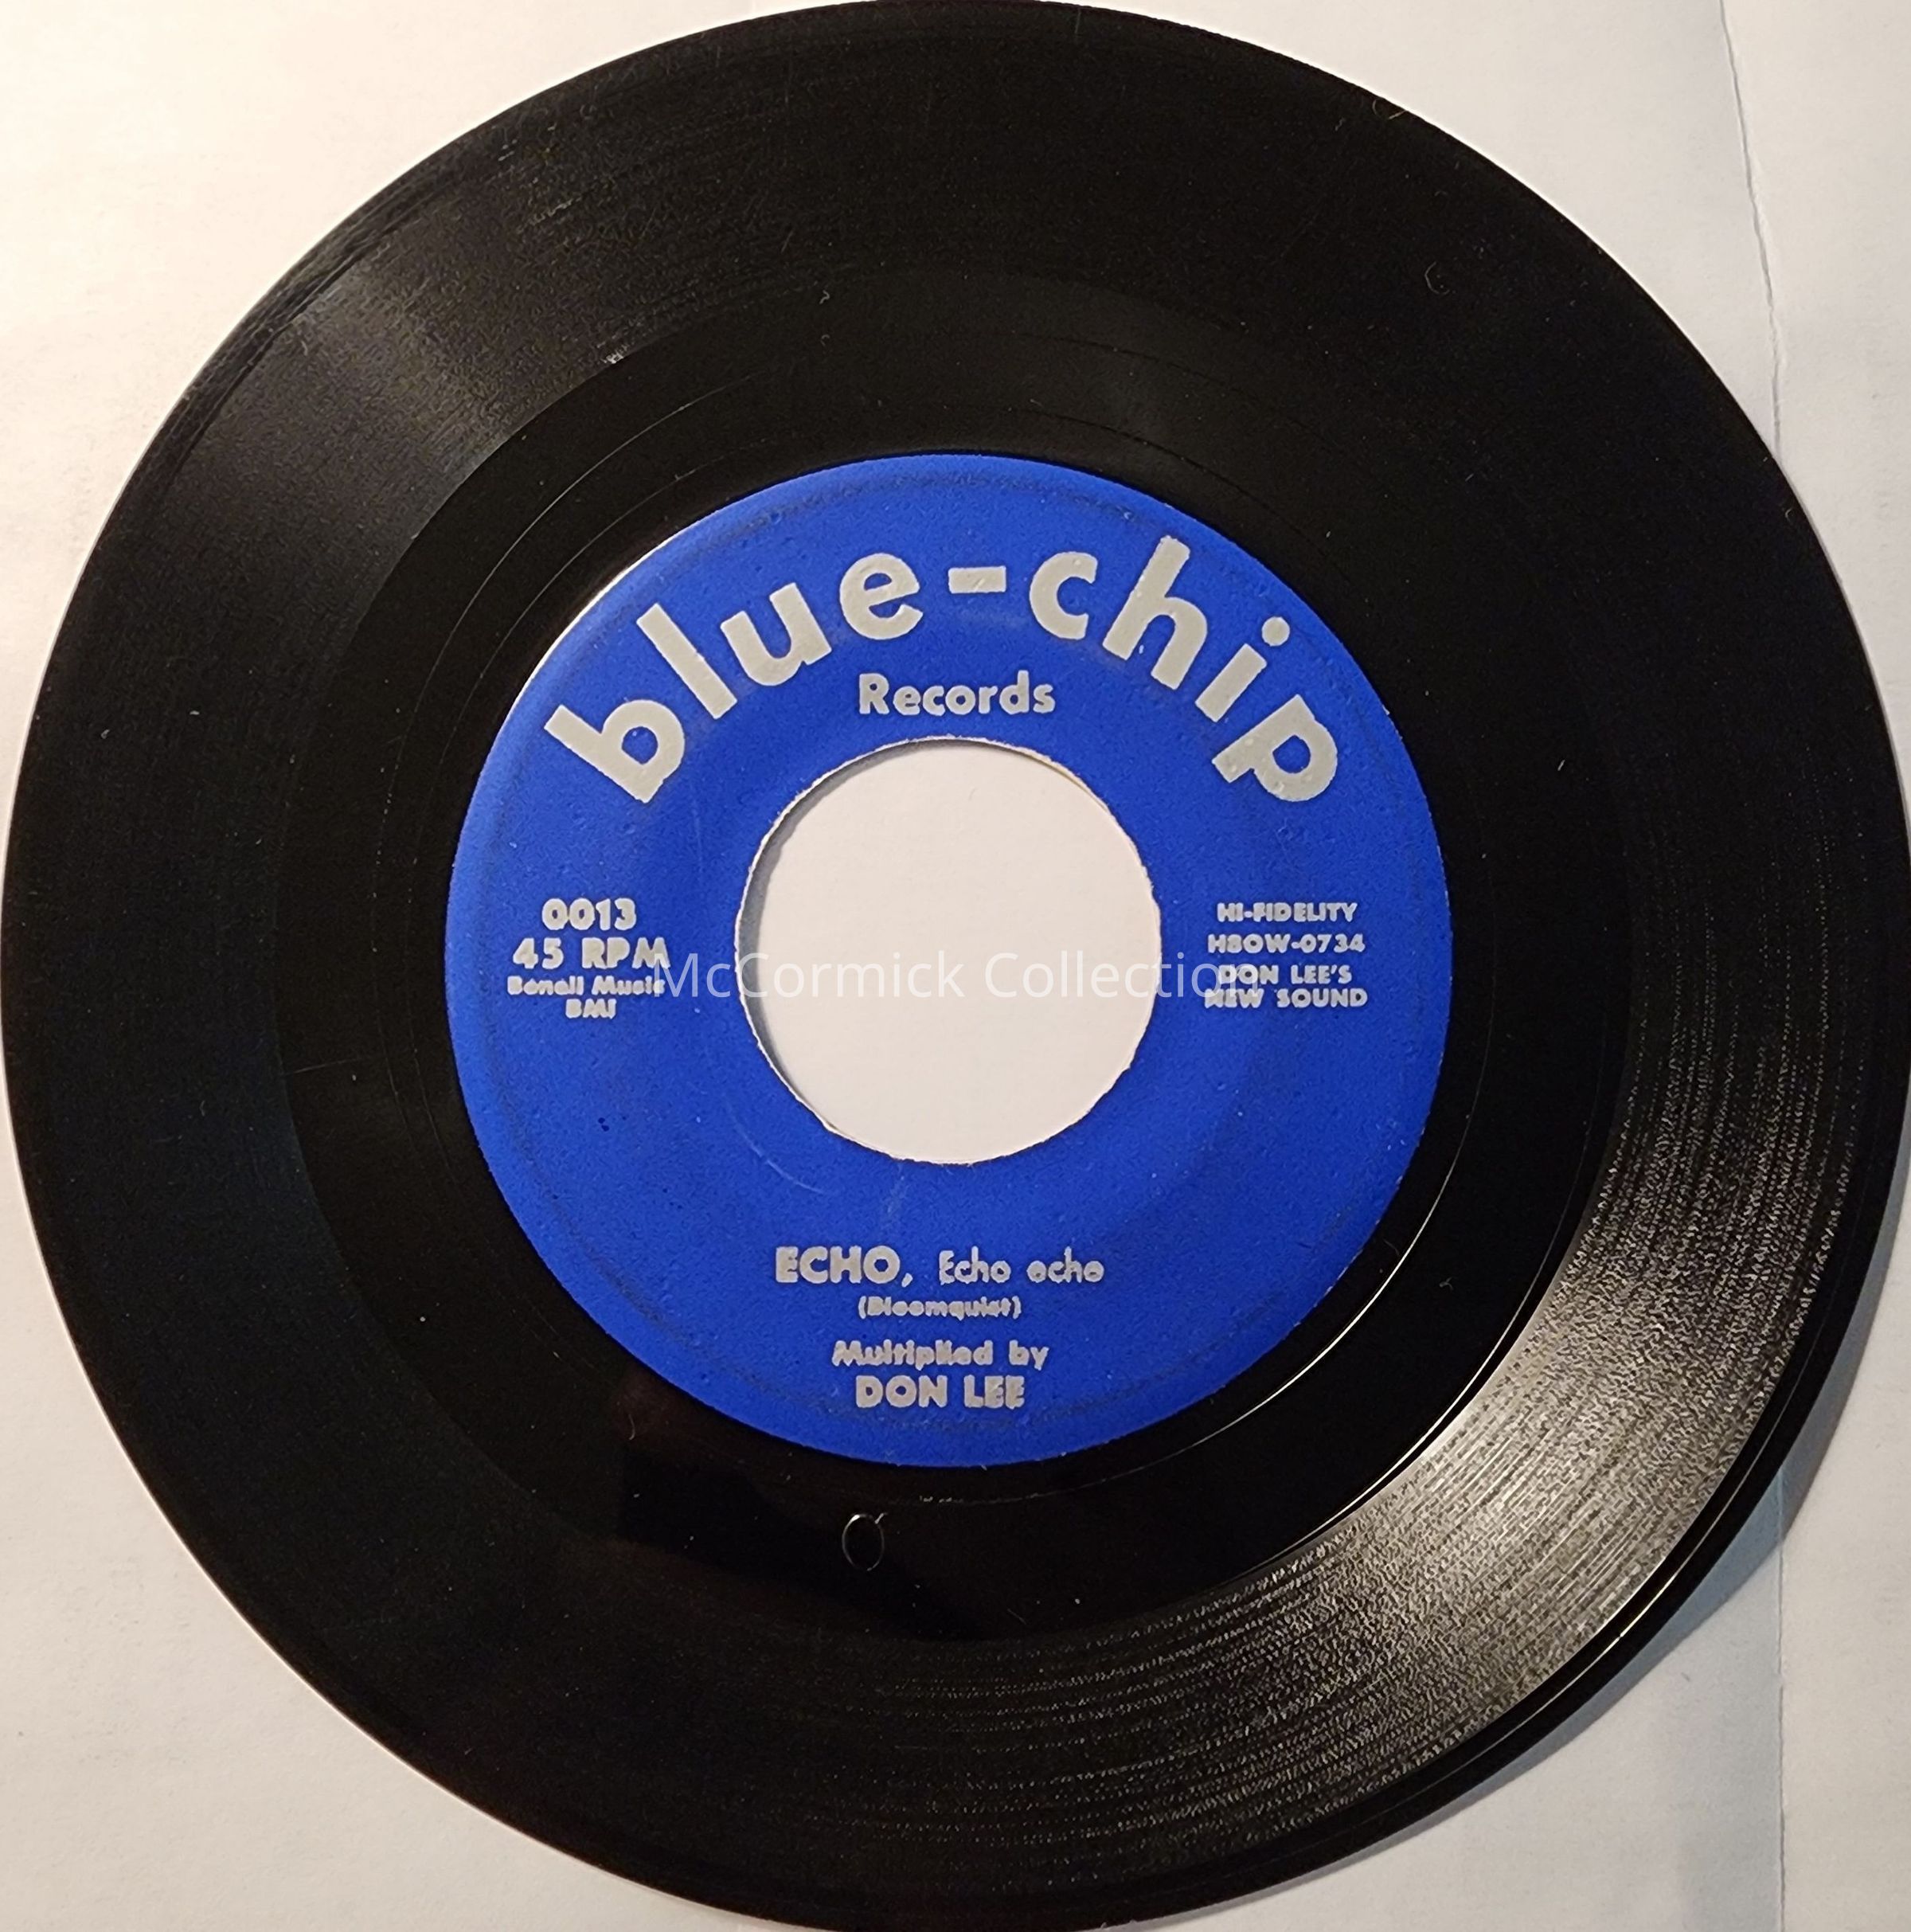 blue-chip
Records
0013
45 RPM
Bonall Music
BMI
HI-FIDELITY
H8OW-0734
DON LEE'S
NEW SOUND
McCormick Collection
ECHO, Echo echo
(Bloomquist)
Multiplied by
DON LEE